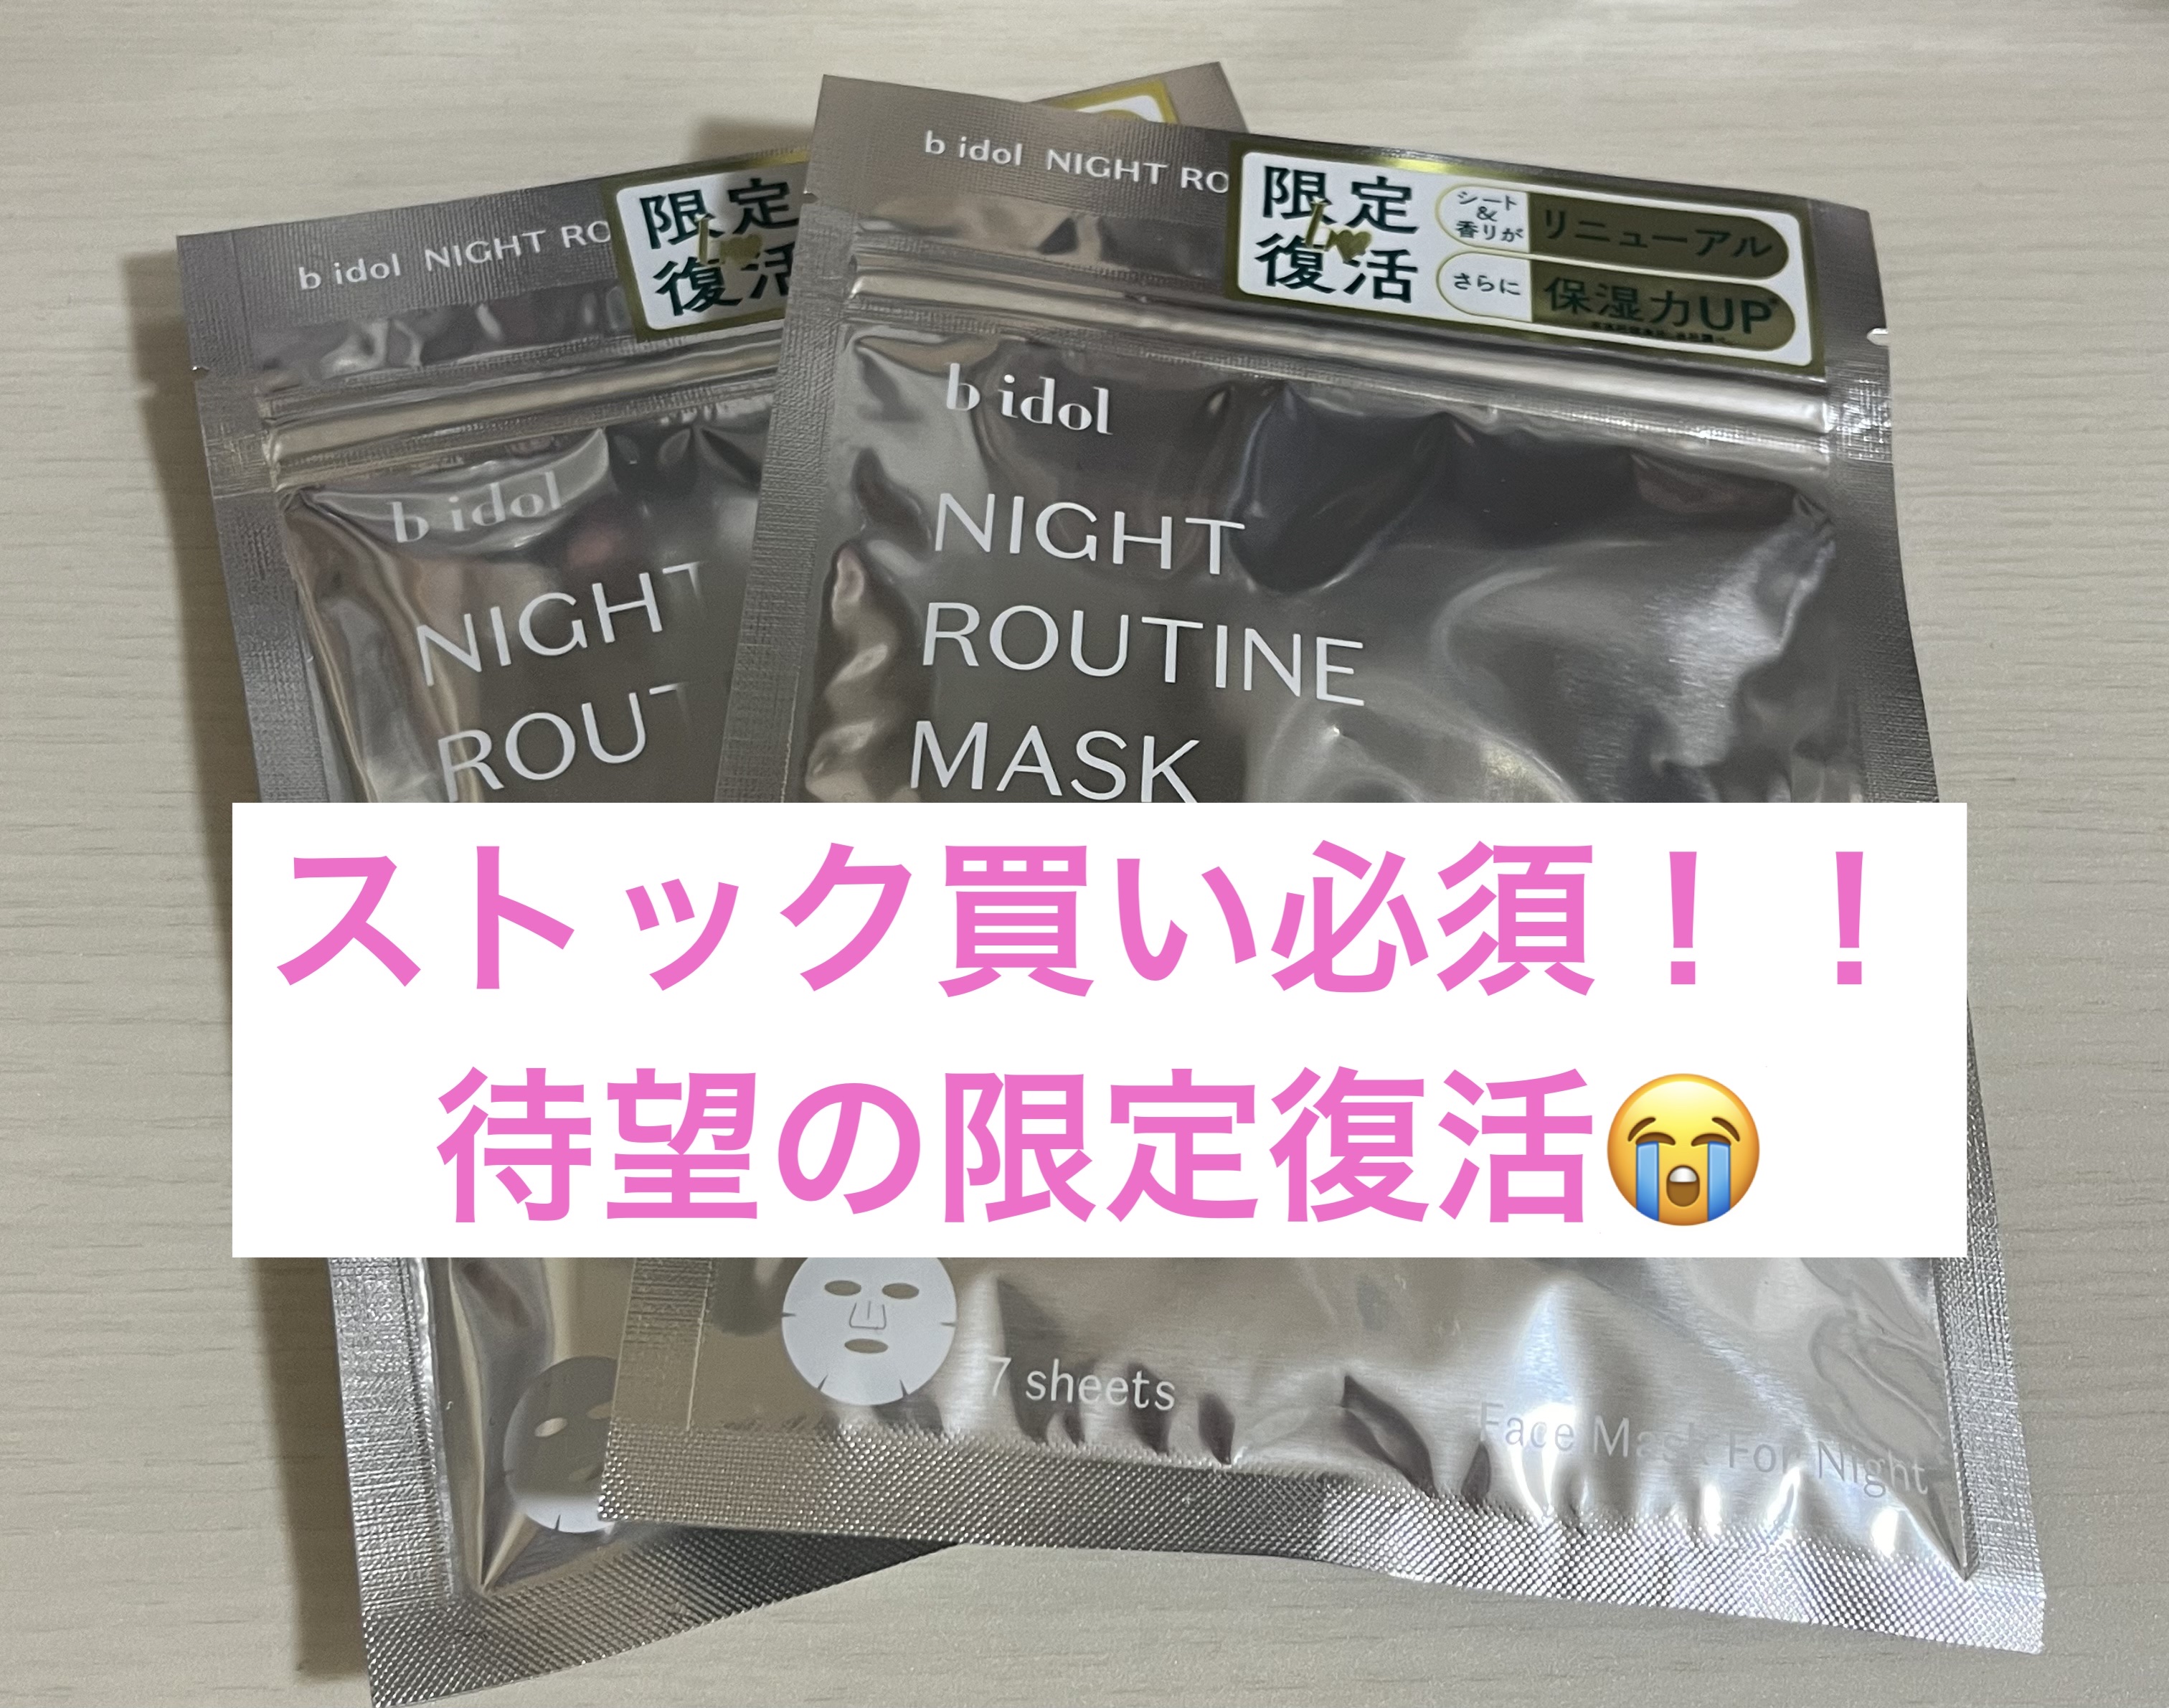 b idol NIGHT RO
限定
復活
b idol
NIGHT
ROUT
b idol NIGHT RO
限定
復活
シート
&
香りが
リニューアル
さらに
保湿力UP*
b idol
NIGHT
ROUTINE
MASK
ストック買い必須！！
待望の限定復活😭
7 sheets
Face Mask For Night